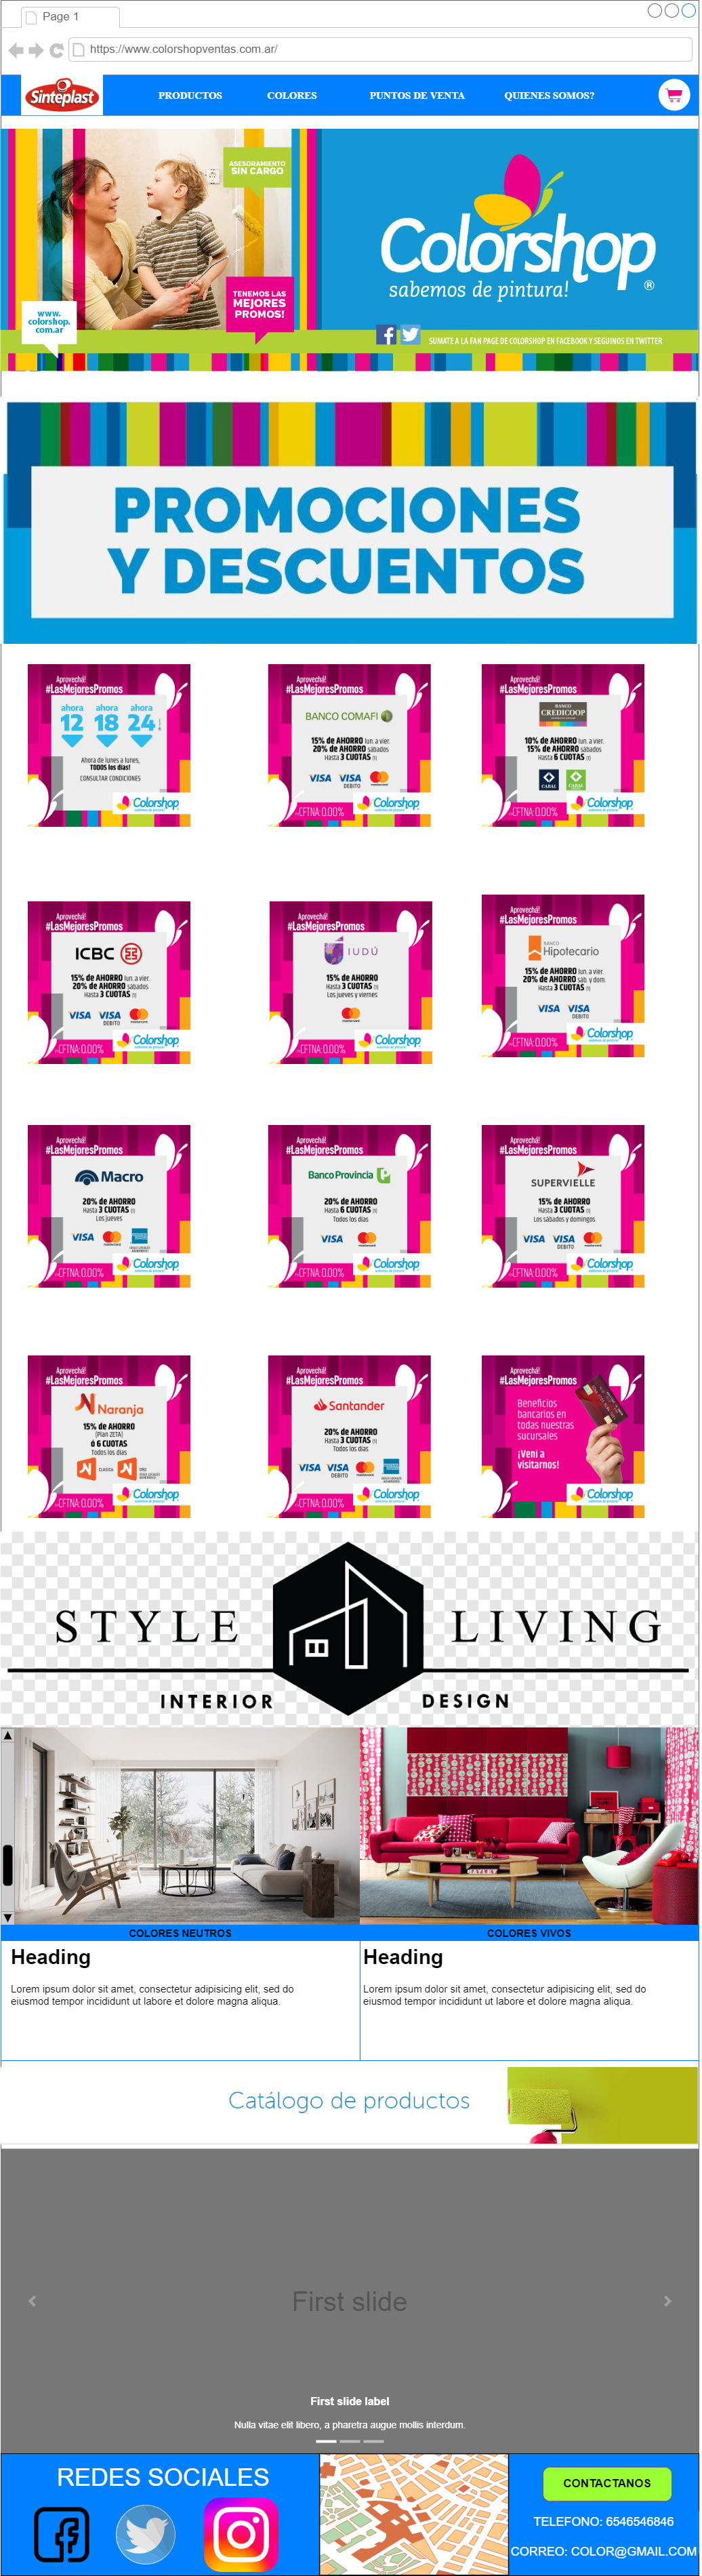 Page 1
https://www.colorshopventas.com.ar/
Sinteplast
PRODUCTOS
COLORES
PUNTOS DE VENTA
QUIENES SOMOS?
ASESORAMIENTO
SIN CARGO
TENEMOS LAS
MEJORES
PROMOS!
www.
colorshop.
com.ar
Colorshop®
sabemos de pintura!
SUMATE A LA FAN PAGE DE COLORSHOP EN FACEBOOK Y SEGUINOS EN TWITTER
PROMOCIONES
Y DESCUENTOS
Aprovechá!
#LasMejoresPromos
ahora ahora ahora
12 18 24
Ahora de lunes a lunes,
TODOS los días!
CONSULTAR CONDICIONES
Colorshop
Aprovechá!
#LasMejoresPromos
BANCO COMAFI
15% de AHORRO lun. a vier.
20% de AHORRO sábados
Hasta 3 CUOTAS (1)
VISA VISA mastercard
DEBITO
CFTNA:0.00%
Colorshop
Aprovechá!
#LasMejoresPromos
BANCO
CREDICOOP
10% de AHORRO lun. a vier.
15% de AHORRO sábados
Hasta 6 CUOTAS (1)
CABAL CABAL
CFTNA:0.00%
Colorshop
Aprovechá!
#LasMejoresPromos
ICBC
15% de AHORRO lun. a vier.
20% de AHORRO sábados
Hasta 3 CUOTAS (1)
VISA VISA mastercard
DEBITO
CFTNA:0.00%
Colorshop
Aprovechá!
#LasMejoresPromos
IUDÚ
15% de AHORRO
Hasta 3 CUOTAS (1)
Los jueves y viernes
mastercard
CFTNA:0.00%
Colorshop
Aprovechá!
#LasMejoresPromos
BANCO
Hipotecario
15% de AHORRO lun. a vier.
20% de AHORRO sáb. y dom.
Hasta 3 CUOTAS (1)
VISA VISA
DEBITO
CFTNA:0.00%
Colorshop
Aprovechá!
#LasMejoresPromos
Macro
20% de AHORRO
Hasta 3 CUOTAS (1)
Los jueves
VISA mastercard
CFTNA:0.00%
Colorshop
Aprovechá!
#LasMejoresPromos
Banco Provincia
20% de AHORRO
Hasta 6 CUOTAS (1)
Todos los días
VISA mastercard
CFTNA:0.00%
Colorshop
Aprovechá!
#LasMejoresPromos
SUPERVIELLE
15% de AHORRO
Hasta 3 CUOTAS (1)
Los sábados y domingos
VISA VISA mastercard
DEBITO
CFTNA:0.00%
Colorshop
Aprovechá!
#LasMejoresPromos
Naranja
15% de AHORRO
(Plan ZETA)
ó 6 CUOTAS
Todos los días
CLASICA
CFTNA:0.00%
Colorshop
Aprovechá!
#LasMejoresPromos
Santander
20% de AHORRO
Hasta 3 CUOTAS (1)
Todos los días
VISA VISA mastercard
DEBITO
CFTNA:0.00%
Colorshop
Aprovechá!
#LasMejoresPromos
Beneficios
bancarios en
todas nuestras
sucursales
¡Vení a
visitarnos!
Colorshop
STYLE LIVING
INTERIOR DESIGN
COLORES NEUTROS
COLORES VIVOS
Heading
Lorem ipsum dolor sit amet, consectetur adipisicing elit, sed do
eiusmod tempor incididunt ut labore et dolore magna aliqua.
Heading
Lorem ipsum dolor sit amet, consectetur adipisicing elit, sed do
eiusmod tempor incididunt ut labore et dolore magna aliqua.
Catálogo de productos
First slide
First slide label
Nulla vitae elit libero, a pharetra augue mollis interdum.
REDES SOCIALES
CONTACTANOS
TELEFONO: 6546546846
CORREO: COLOR@GMAIL.COM